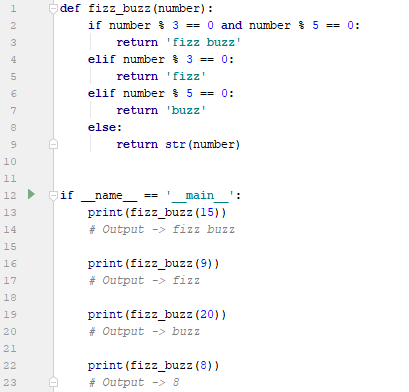 1 def fizz_buzz(number):
2     if number % 3 == 0 and number % 5 == 0:
3         return 'fizz buzz'
4     elif number % 3 == 0:
5         return 'fizz'
6     elif number % 5 == 0:
7         return 'buzz'
8     else:
9         return str(number)
10
11
12 if __name__ == '__main__':
13     print(fizz_buzz(15))
14     # Output -> fizz buzz
15
16     print(fizz_buzz(9))
17     # Output -> fizz
18
19     print(fizz_buzz(20))
20     # Output -> buzz
21
22     print(fizz_buzz(8))
23     # Output -> 8